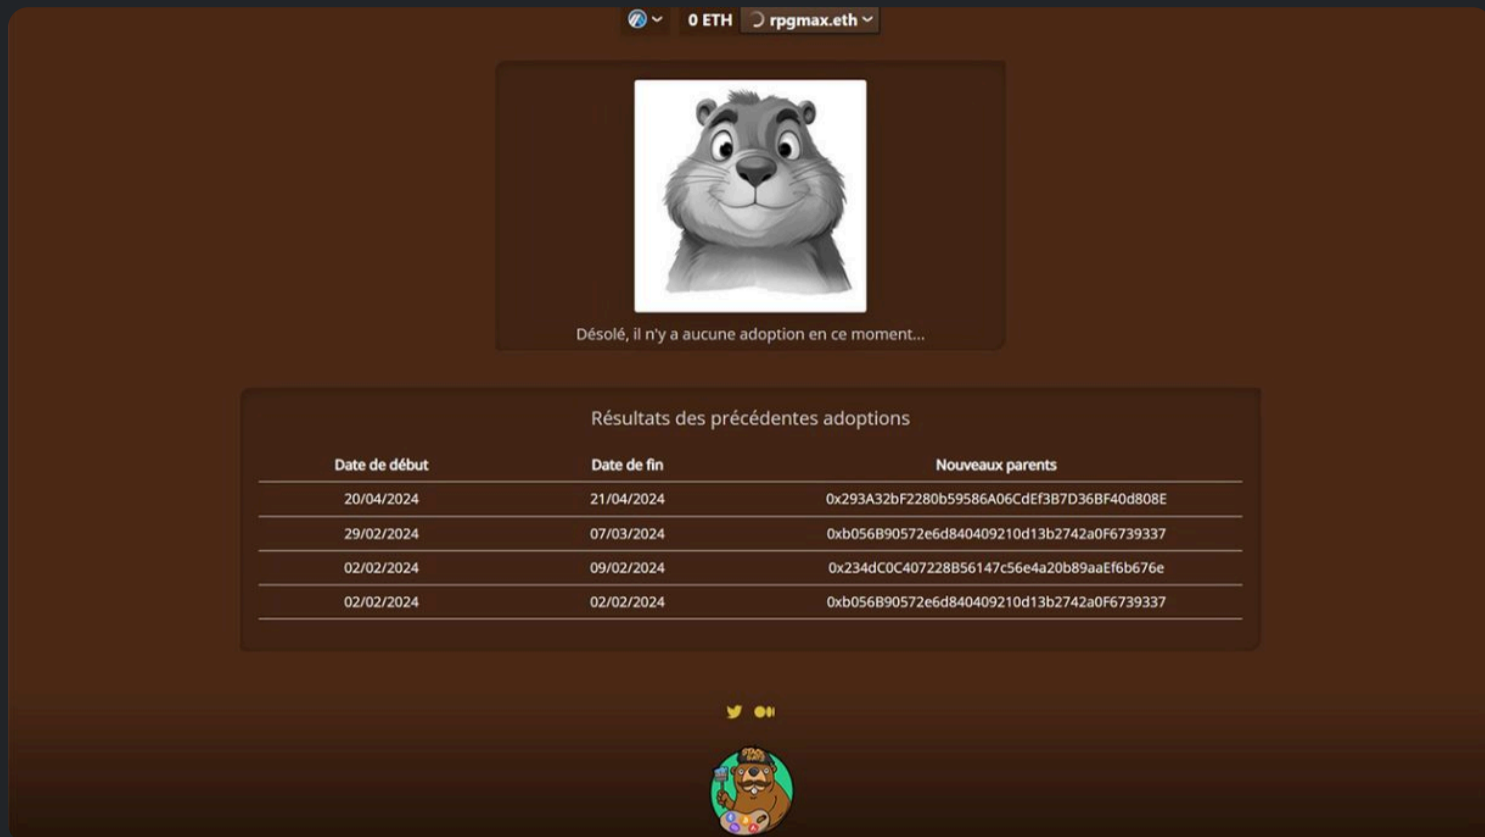 0 ETH rpgmax.eth
Désolé, il n'y a aucune adoption en ce moment...
Résultats des précédentes adoptions
Date de début Date de fin Nouveaux parents
20/04/2024 21/04/2024 0x293A32bF2280b59586A06CdEf3B7D36BF40d808E
29/02/2024 07/03/2024 0xb056B90572e6d840409210d13b2742a0F6739337
02/02/2024 09/02/2024 0x234dC0C407228B56147c56e4a20b89aaEf6b676e
02/02/2024 02/02/2024 0xb056B90572e6d840409210d13b2742a0F6739337